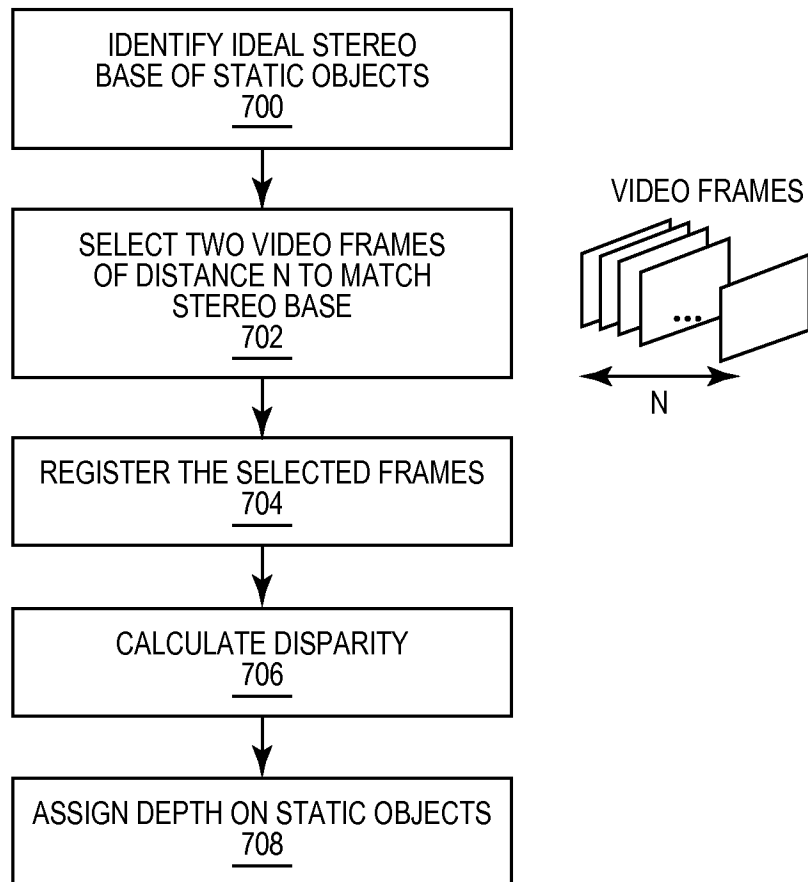 IDENTIFY IDEAL STEREO
BASE OF STATIC OBJECTS
700
SELECT TWO VIDEO FRAMES
OF DISTANCE N TO MATCH
STEREO BASE
702
VIDEO FRAMES
...
N
REGISTER THE SELECTED FRAMES
704
CALCULATE DISPARITY
706
ASSIGN DEPTH ON STATIC OBJECTS
708